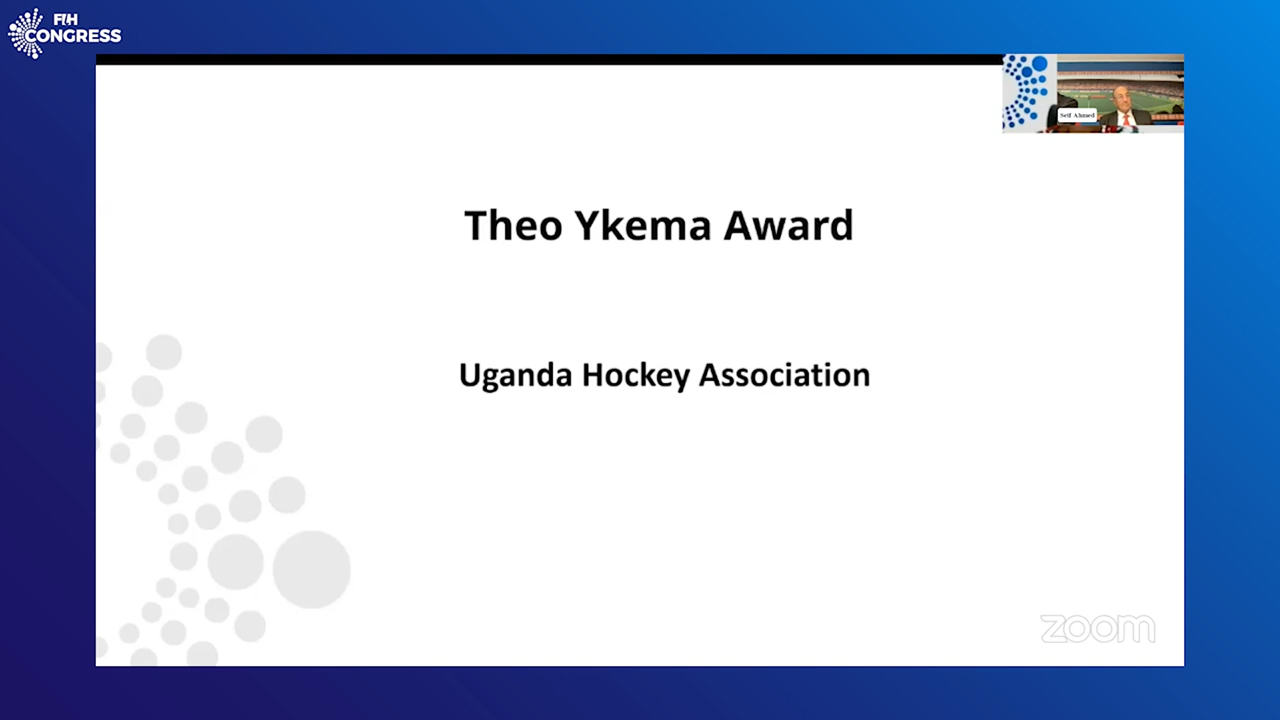 FIH
CONGRESS
Seif Ahmed
Theo Ykema Award
Uganda Hockey Association
zoom